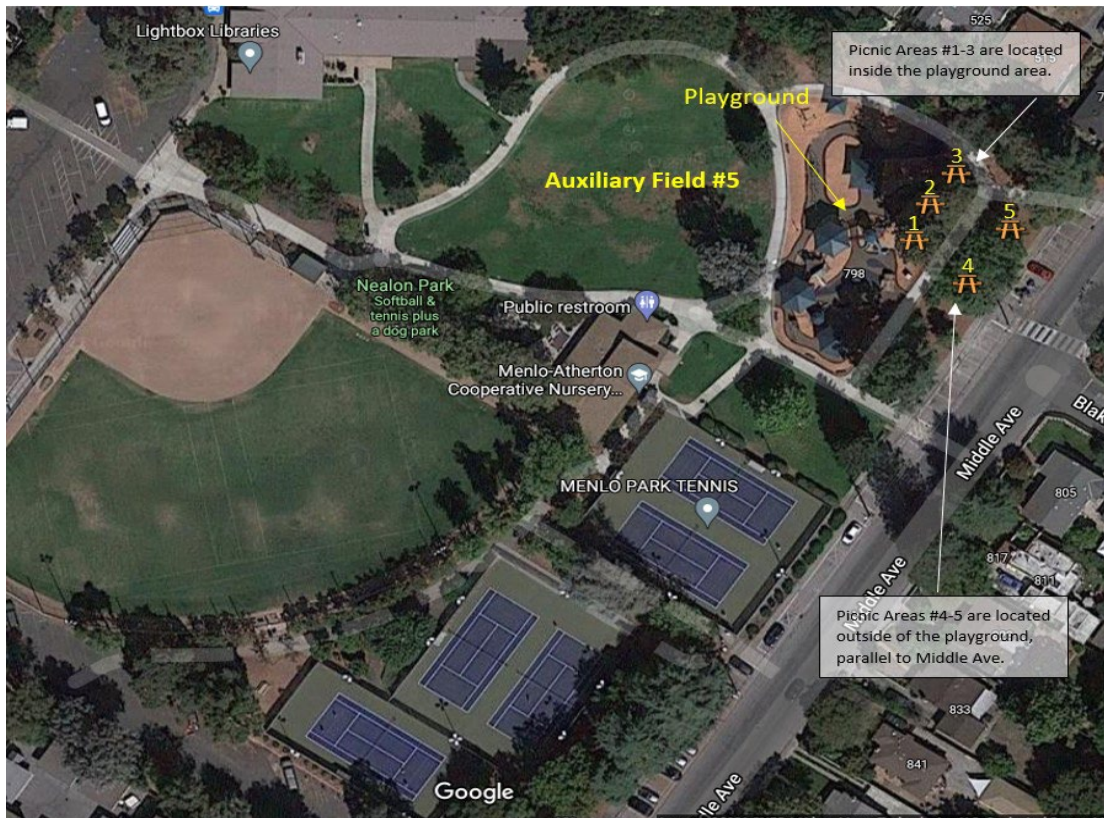 Lightbox Libraries
525
515
Picnic Areas #1-3 are located
inside the playground area.
Playground
Auxiliary Field #5
3
2
1
5
4
798
Nealon Park
Softball &
tennis plus
a dog park
Public restroom
Menlo-Atherton
Cooperative Nursery...
MENLO PARK TENNIS
Middle Ave
Blak
805
817
811
Middle Ave
Picnic Areas #4-5 are located
outside of the playground,
parallel to Middle Ave.
833
841
Google
dle Ave